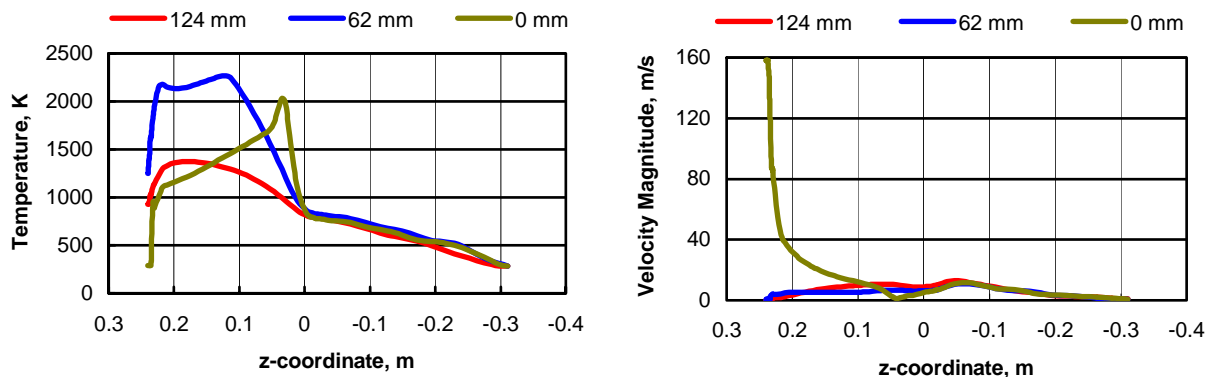 124 mm 62 mm 0 mm
2500
2000
1500
1000
500
0
Temperature, K
0.3 0.2 0.1 0 -0.1 -0.2 -0.3 -0.4
z-coordinate, m
124 mm 62 mm 0 mm
160
120
80
40
0
Velocity Magnitude, m/s
0.3 0.2 0.1 0 -0.1 -0.2 -0.3 -0.4
z-coordinate, m